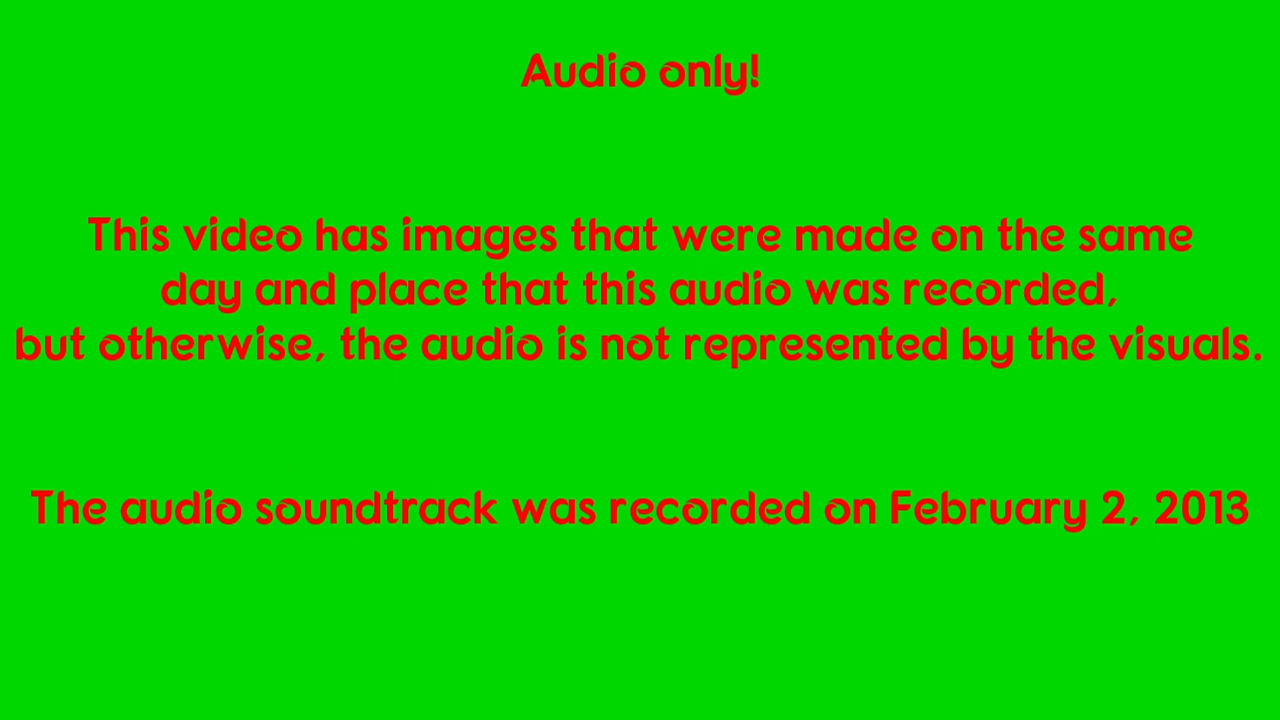 Audio only!
This video has images that were made on the same
day and place that this audio was recorded,
but otherwise, the audio is not represented by the visuals.
The audio soundtrack was recorded on February 2, 2013